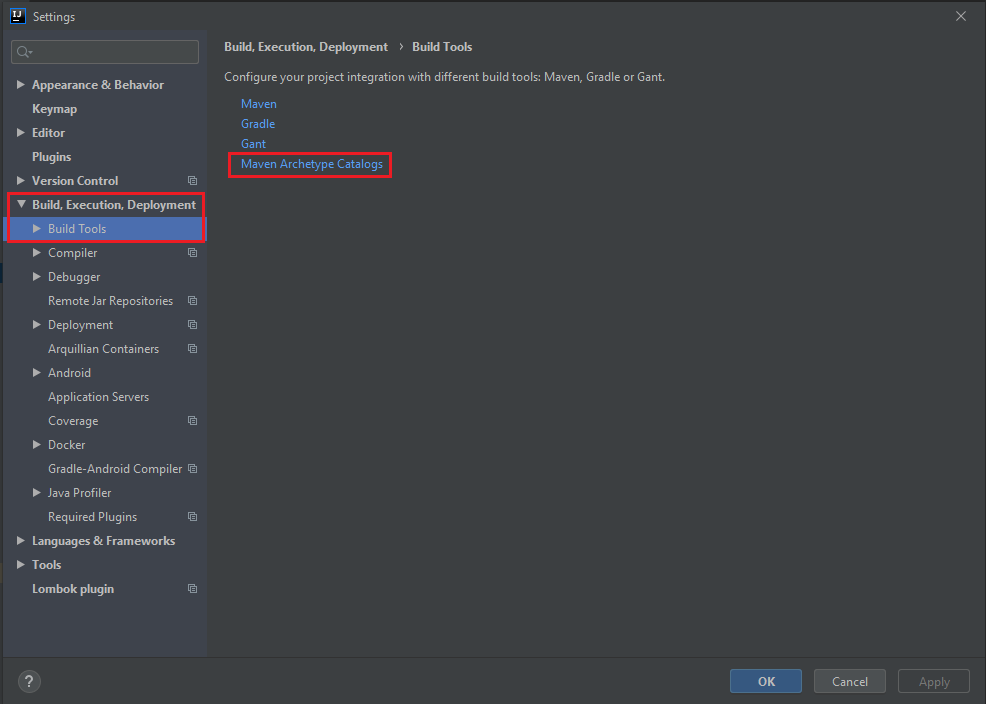 Settings
Appearance & Behavior
Keymap
Editor
Plugins
Version Control
Build, Execution, Deployment
Build Tools
Compiler
Debugger
Remote Jar Repositories
Deployment
Arquillian Containers
Android
Application Servers
Coverage
Docker
Gradle-Android Compiler
Java Profiler
Required Plugins
Languages & Frameworks
Tools
Lombok plugin
Build, Execution, Deployment › Build Tools
Configure your project integration with different build tools: Maven, Gradle or Gant.
Maven
Gradle
Gant
Maven Archetype Catalogs
?
OK Cancel Apply